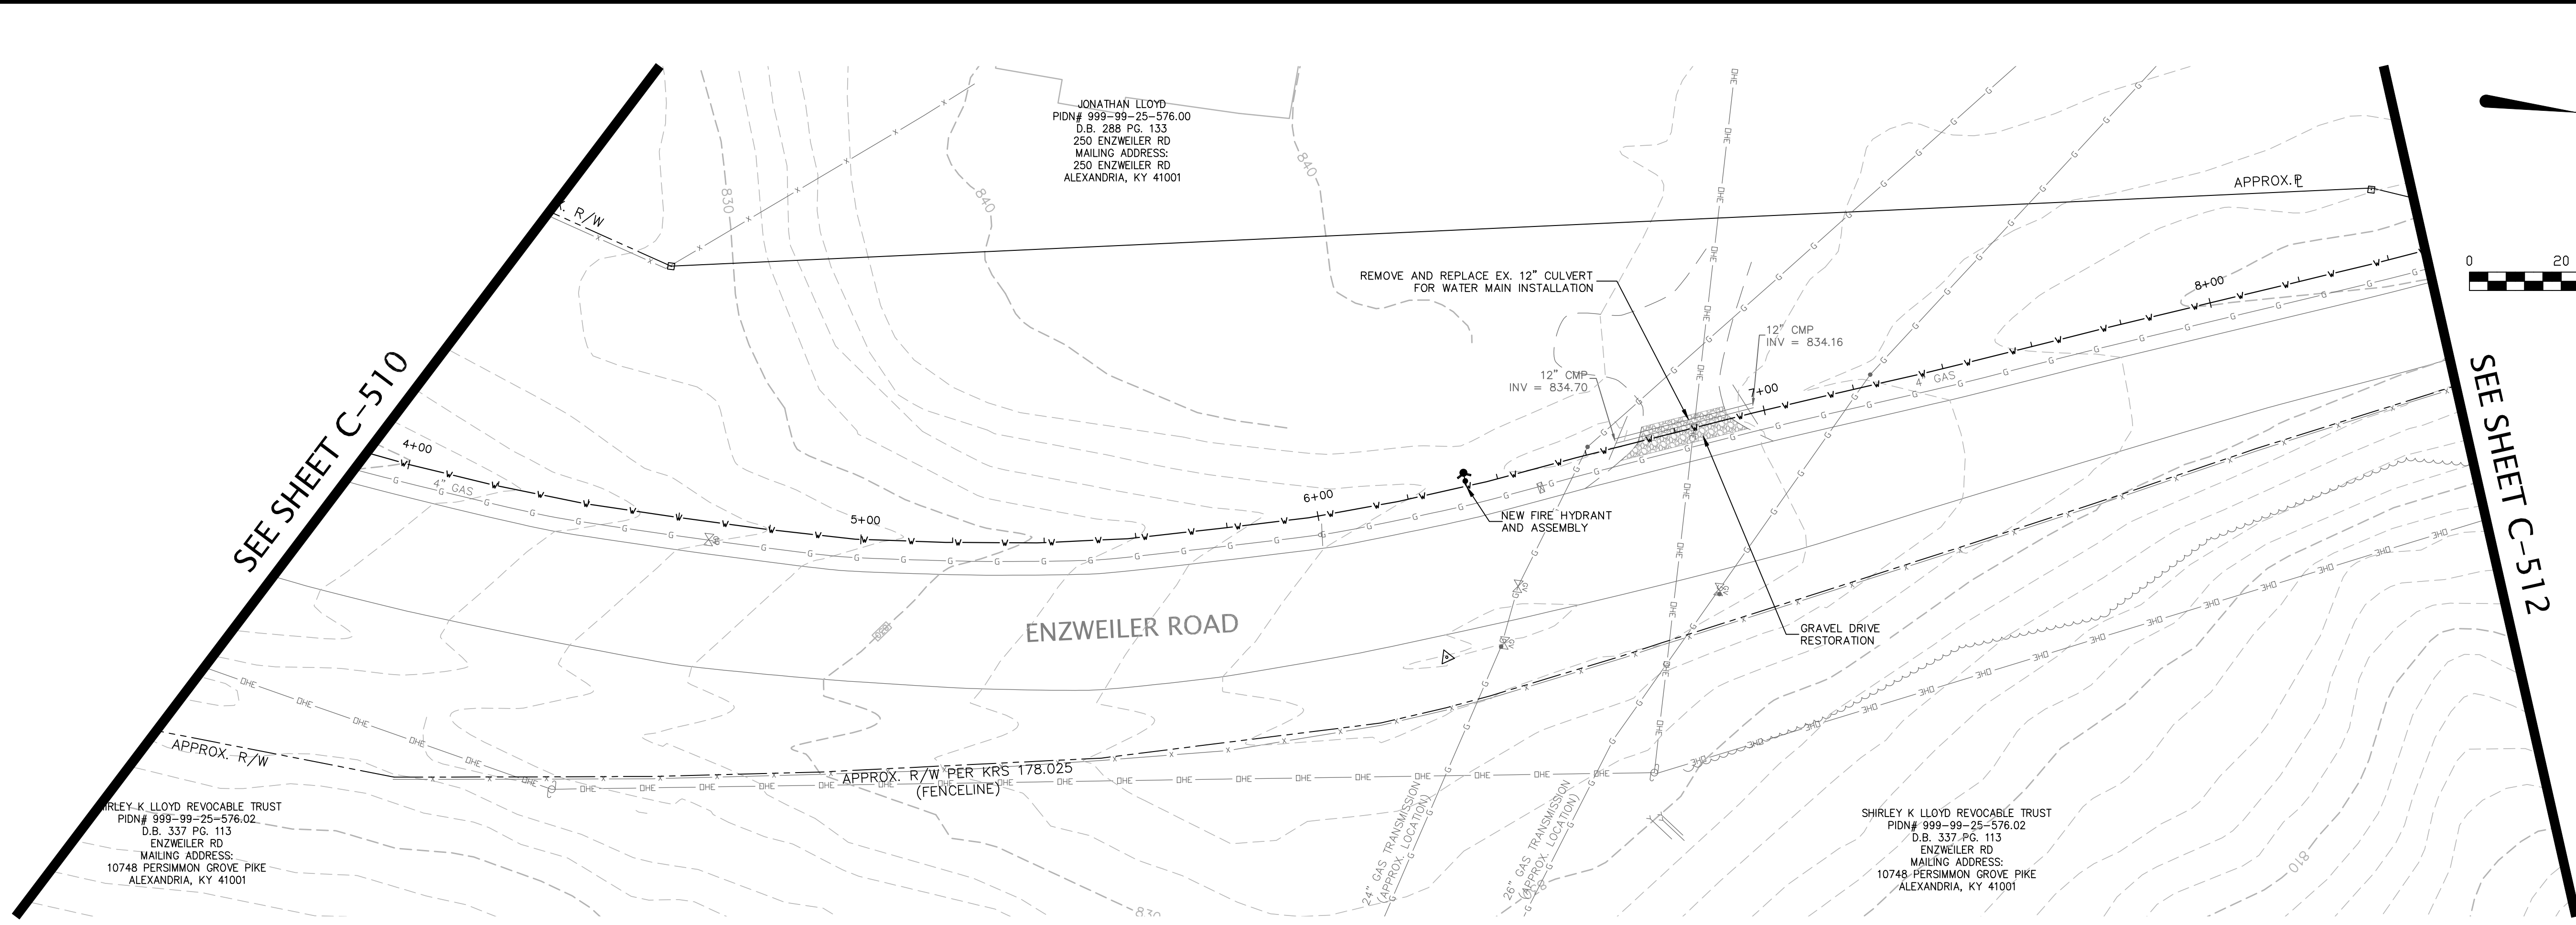 JONATHAN LLOYD
PIDN# 999-99-25-576.00
D.B. 288 PG. 133
250 ENZWEILER RD
MAILING ADDRESS:
250 ENZWEILER RD
ALEXANDRIA, KY 41001
830
840
840
R/W
APPROX. ⅊
0
20
REMOVE AND REPLACE EX. 12" CULVERT
FOR WATER MAIN INSTALLATION
12" CMP
INV = 834.16
12" CMP
INV = 834.70
8+00
7+00
4" GAS
SEE SHEET C-510
SEE SHEET C-512
4+00
4" GAS
5+00
6+00
NEW FIRE HYDRANT
AND ASSEMBLY
ENZWEILER ROAD
GRAVEL DRIVE
RESTORATION
APPROX. R/W
APPROX. R/W PER KRS 178.025
(FENCELINE)
24" GAS TRANSMISSION
(APPROX. LOCATION)
26" GAS TRANSMISSION
(APPROX. LOCATION)
HIRLEY K LLOYD REVOCABLE TRUST
PIDN# 999-99-25-576.02
D.B. 337 PG. 113
ENZWEILER RD
MAILING ADDRESS:
10748 PERSIMMON GROVE PIKE
ALEXANDRIA, KY 41001
SHIRLEY K LLOYD REVOCABLE TRUST
PIDN# 999-99-25-576.02
D.B. 337 PG. 113
ENZWEILER RD
MAILING ADDRESS:
10748 PERSIMMON GROVE PIKE
ALEXANDRIA, KY 41001
810
830